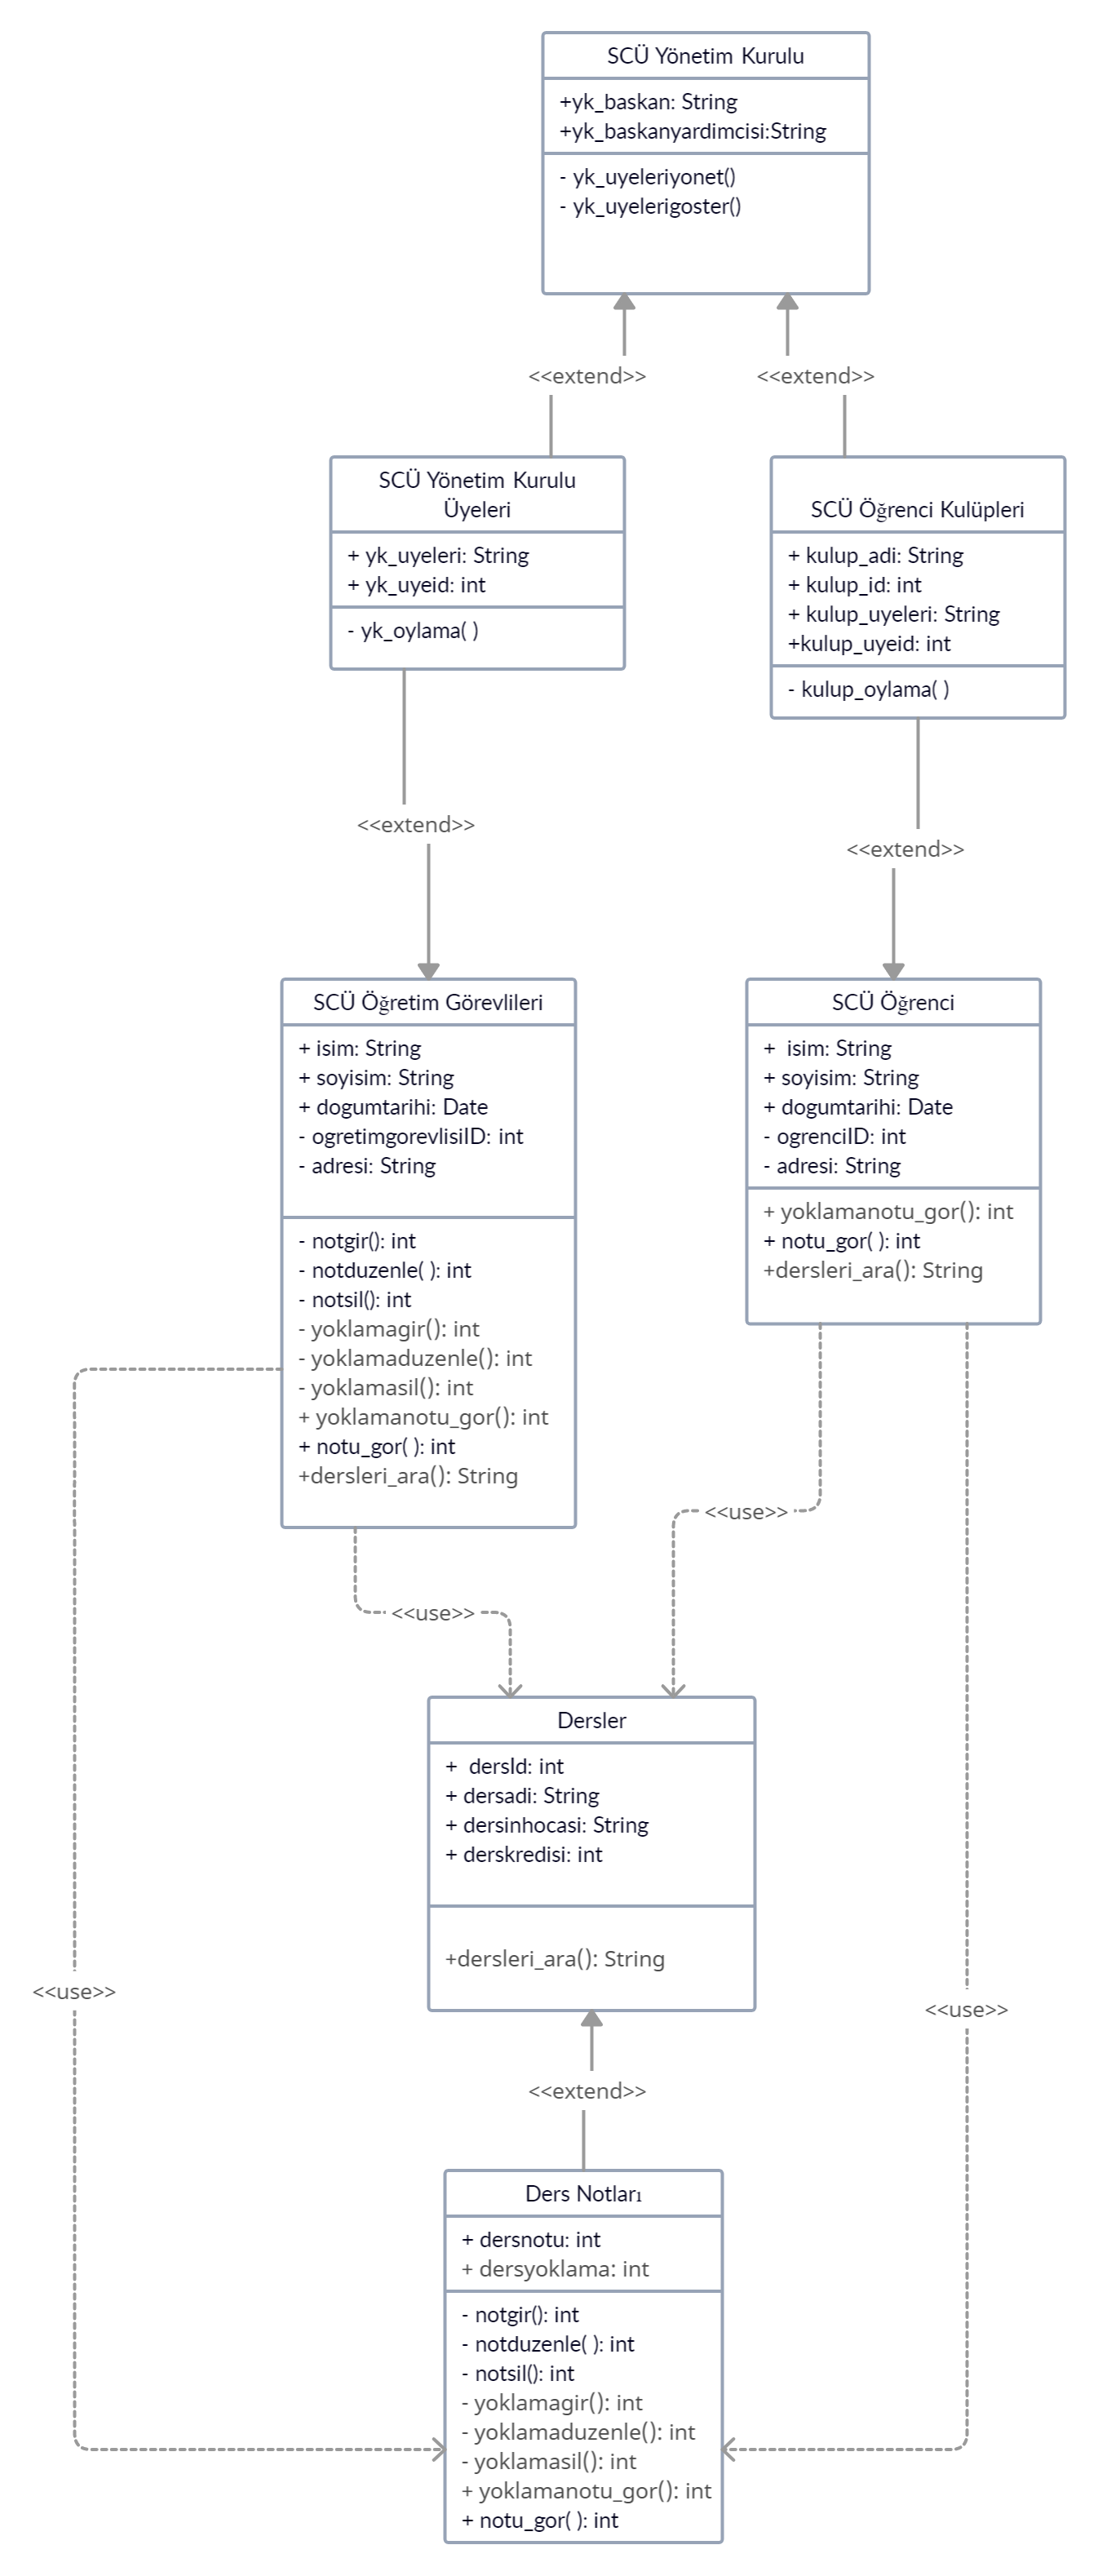 SCÜ Yönetim Kurulu
+yk_baskan: String
+yk_baskanyardimcisi:String
- yk_uyeleriyonet()
- yk_uyelerigoster()
<<extend>>
<<extend>>
SCÜ Yönetim Kurulu
Üyeleri
+ yk_uyeleri: String
+ yk_uyeid: int
- yk_oylama( )
SCÜ Öğrenci Kulüpleri
+ kulup_adi: String
+ kulup_id: int
+ kulup_uyeleri: String
+kulup_uyeid: int
- kulup_oylama( )
<<extend>>
<<extend>>
SCÜ Öğretim Görevlileri
+ isim: String
+ soyisim: String
+ dogumtarihi: Date
- ogretimgorevlisiID: int
- adresi: String
- notgir(): int
- notduzenle( ): int
- notsil(): int
- yoklamagir(): int
- yoklamaduzenle(): int
- yoklamasil(): int
+ yoklamanotu_gor(): int
+ notu_gor( ): int
+dersleri_ara(): String
SCÜ Öğrenci
+  isim: String
+ soyisim: String
+ dogumtarihi: Date
- ogrenciID: int
- adresi: String
+ yoklamanotu_gor(): int
+ notu_gor( ): int
+dersleri_ara(): String
<<use>>
<<use>>
Dersler
+  dersId: int
+ dersadi: String
+ dersinhocasi: String
+ derskredisi: int
+dersleri_ara(): String
<<use>>
<<use>>
<<extend>>
Ders Notları
+ dersnotu: int
+ dersyoklama: int
- notgir(): int
- notduzenle( ): int
- notsil(): int
- yoklamagir(): int
- yoklamaduzenle(): int
- yoklamasil(): int
+ yoklamanotu_gor(): int
+ notu_gor( ): int